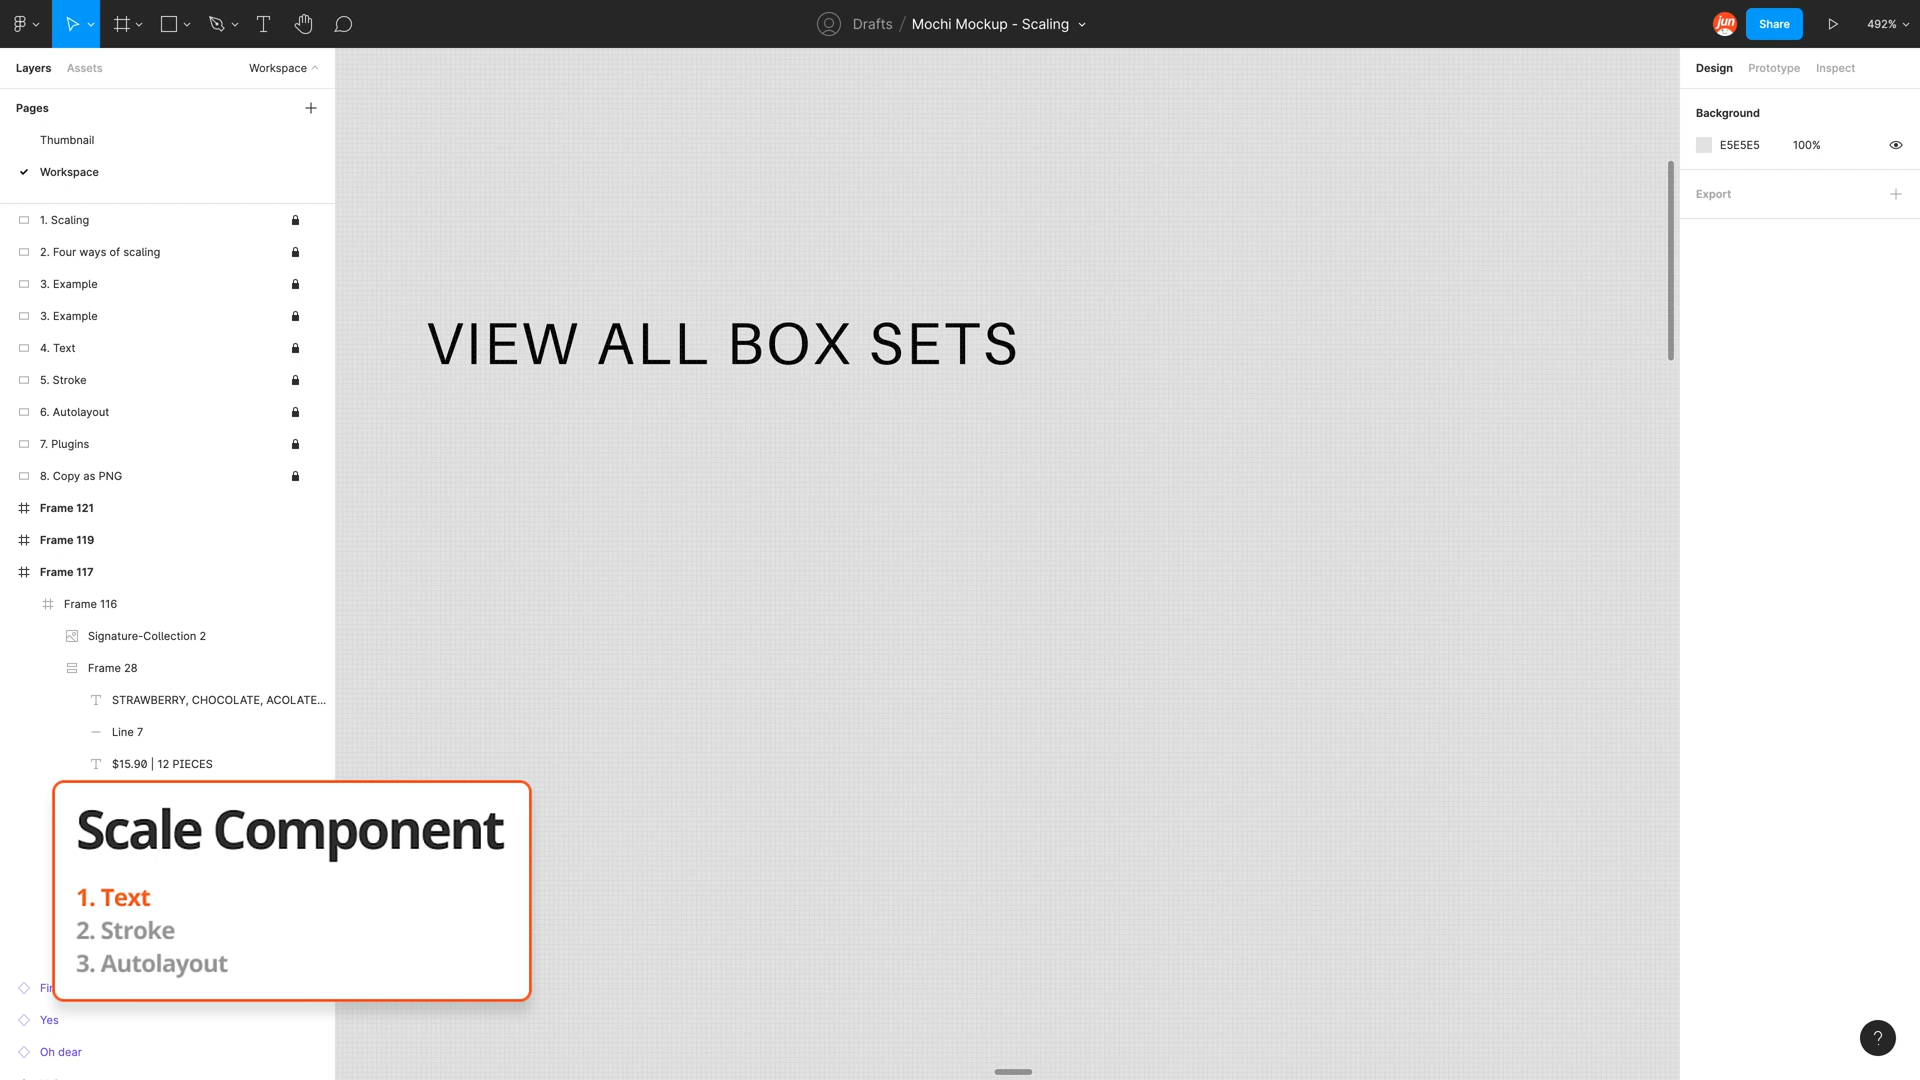 Drafts / Mochi Mockup - Scaling
jun
Share
492%
Layers
Assets
Workspace
Design
Prototype
Inspect
Pages
Thumbnail
Workspace
Background
E5E5E5
100%
Export
1. Scaling
2. Four ways of scaling
3. Example
3. Example
4. Text
5. Stroke
6. Autolayout
7. Plugins
8. Copy as PNG
Frame 121
Frame 119
Frame 117
Frame 116
Signature-Collection 2
Frame 28
STRAWBERRY, CHOCOLATE, ACOLATE...
Line 7
$15.90 | 12 PIECES
VIEW ALL BOX SETS
Scale Component
1. Text
2. Stroke
3. Autolayout
Yes
Oh dear
?